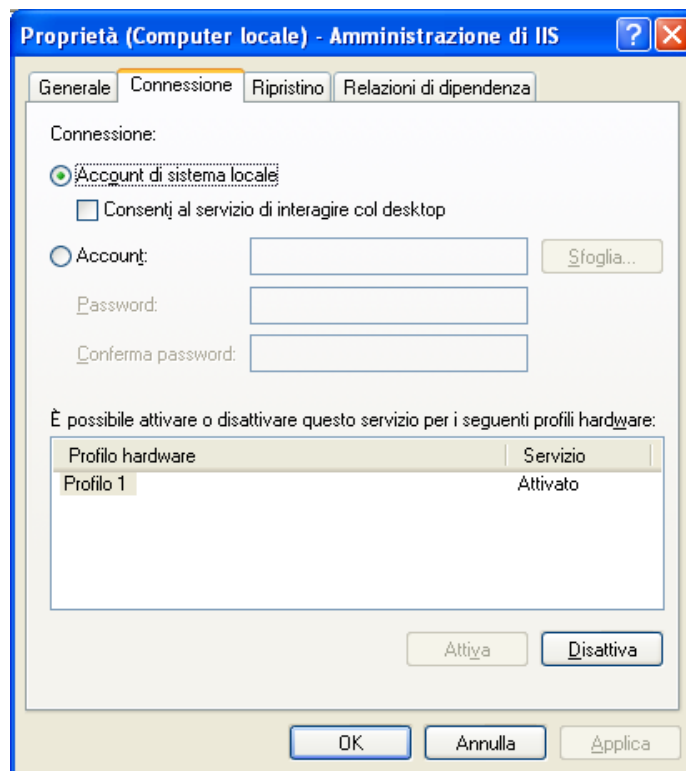 Proprietà (Computer locale) - Amministrazione di IIS
Generale Connessione Ripristino Relazioni di dipendenza
Connessione:
Account di sistema locale
Consenti al servizio di interagire col desktop
Account: Sfoglia...
Password:
Conferma password:
È possibile attivare o disattivare questo servizio per i seguenti profili hardware:
Profilo hardware Servizio
Profilo 1 Attivato
Attiva Disattiva
OK Annulla Applica